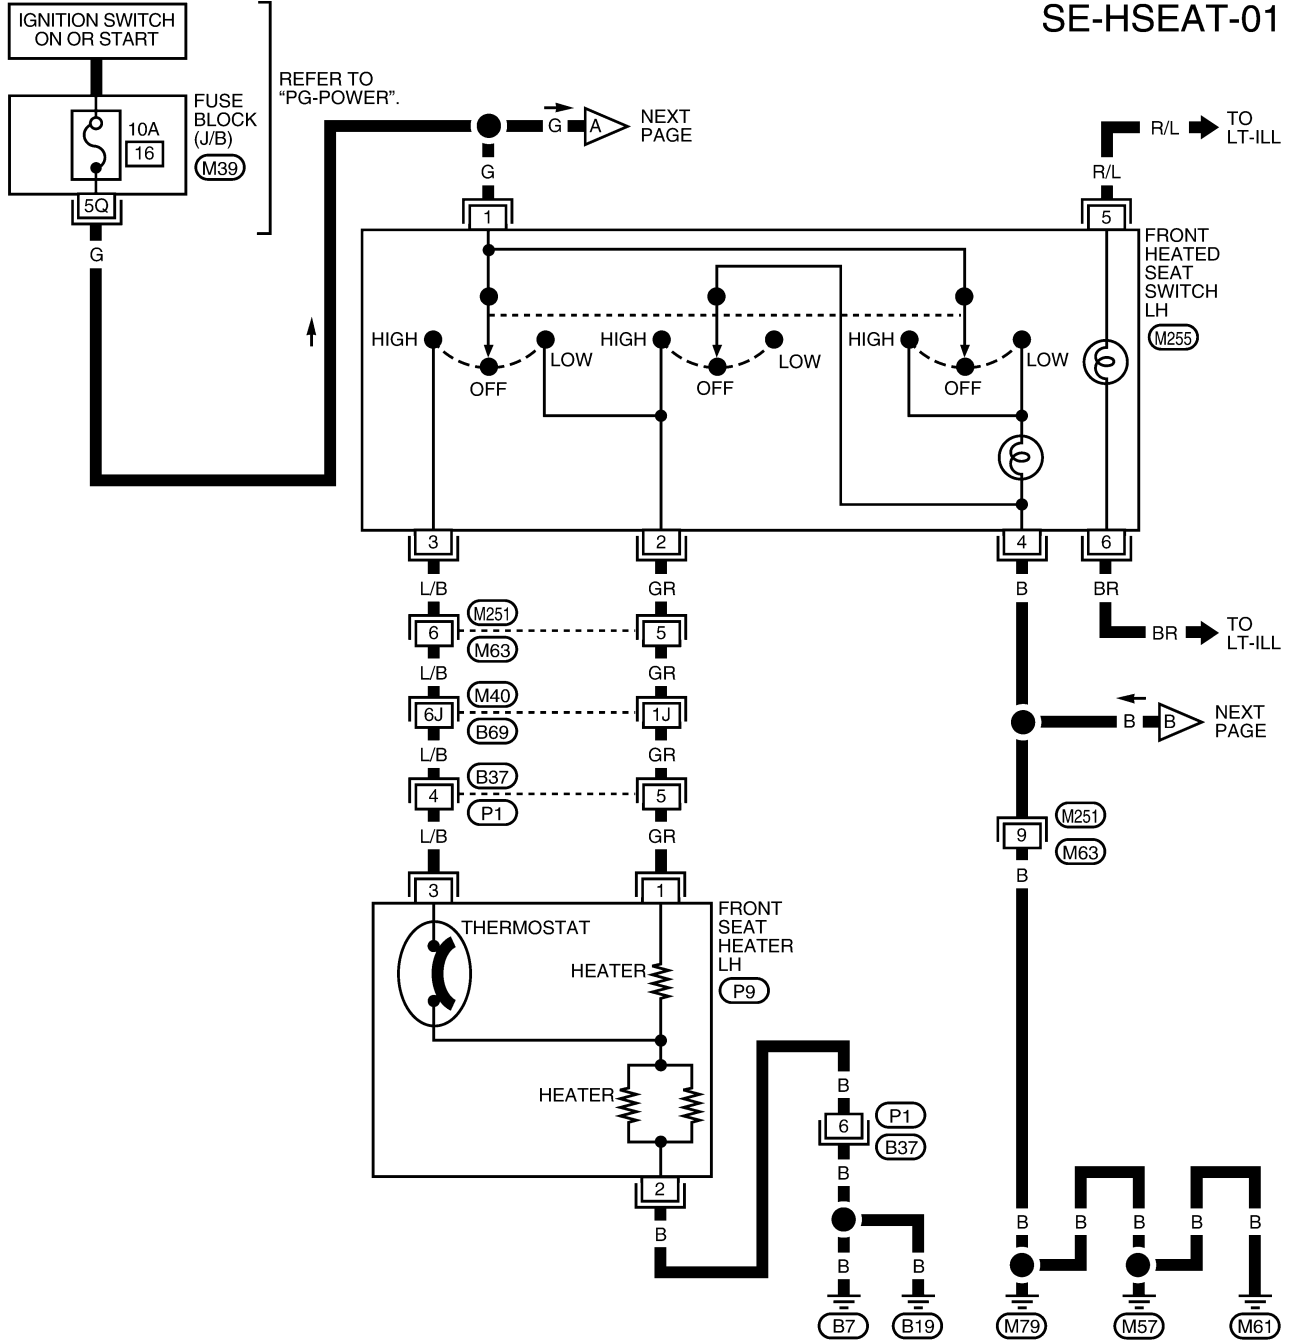 SE-HSEAT-01
IGNITION SWITCH
ON OR START
REFER TO
“PG-POWER”.
FUSE
BLOCK
(J/B)
M39
10A
16
5Q
G
G
A
NEXT
PAGE
G
1
R/L
TO
LT-ILL
R/L
5
FRONT
HEATED
SEAT
SWITCH
LH
M255
HIGH
LOW
OFF
HIGH
LOW
OFF
HIGH
LOW
OFF
3
2
4
6
L/B
GR
B
BR
BR
TO
LT-ILL
6
M251
M63
5
L/B
GR
6J
M40
B69
1J
B
B
NEXT
PAGE
L/B
GR
4
B37
P1
5
L/B
GR
9
M251
M63
B
3
1
FRONT
SEAT
HEATER
LH
P9
THERMOSTAT
HEATER
HEATER
2
B
B
6
P1
B37
B
B
B
B
B
B
B
B
B
B7
B19
M79
M57
M61